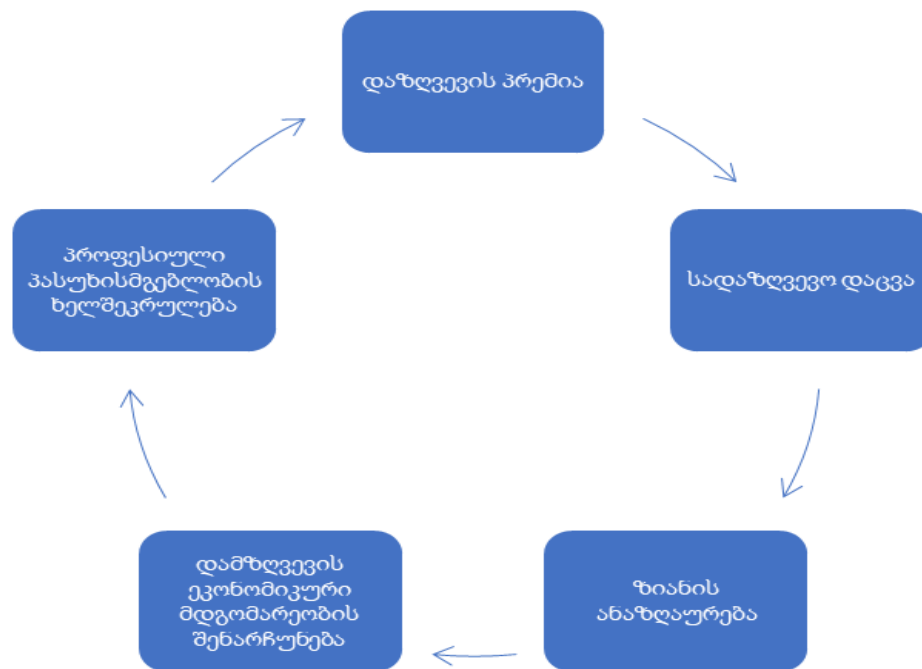 დაზღვევის პრემია
სადაზღვევო დაცვა
ზიანის
ანაზღაურება
დამზღვევის
ეკონომიკური
მდგომარეობის
შენარჩუნება
პროფესიული
პასუხისმგებლობის
ხელშეკრულება